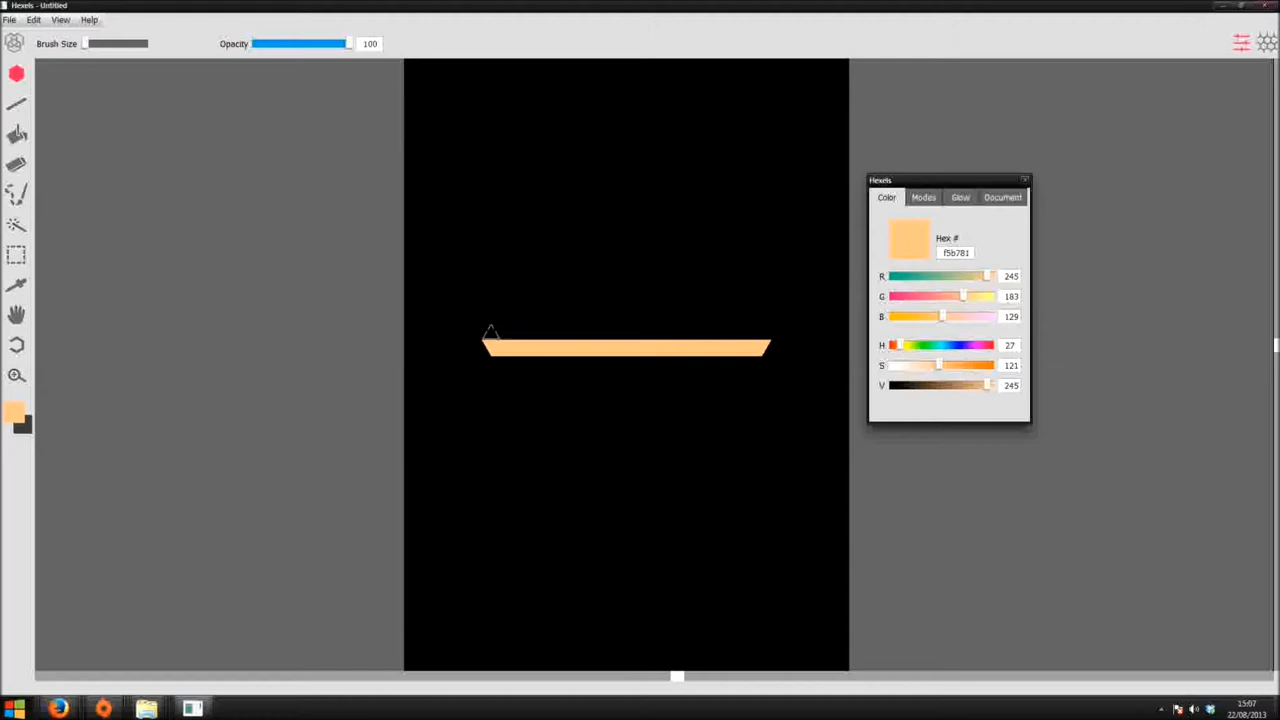 Hexels - Untitled
File Edit View Help
Brush Size Opacity 100
Hexels
Color Modes Glow Document
Hex #
f5b781
R 245
G 183
B 129
H 27
S 121
V 245
15:07
22/08/2013